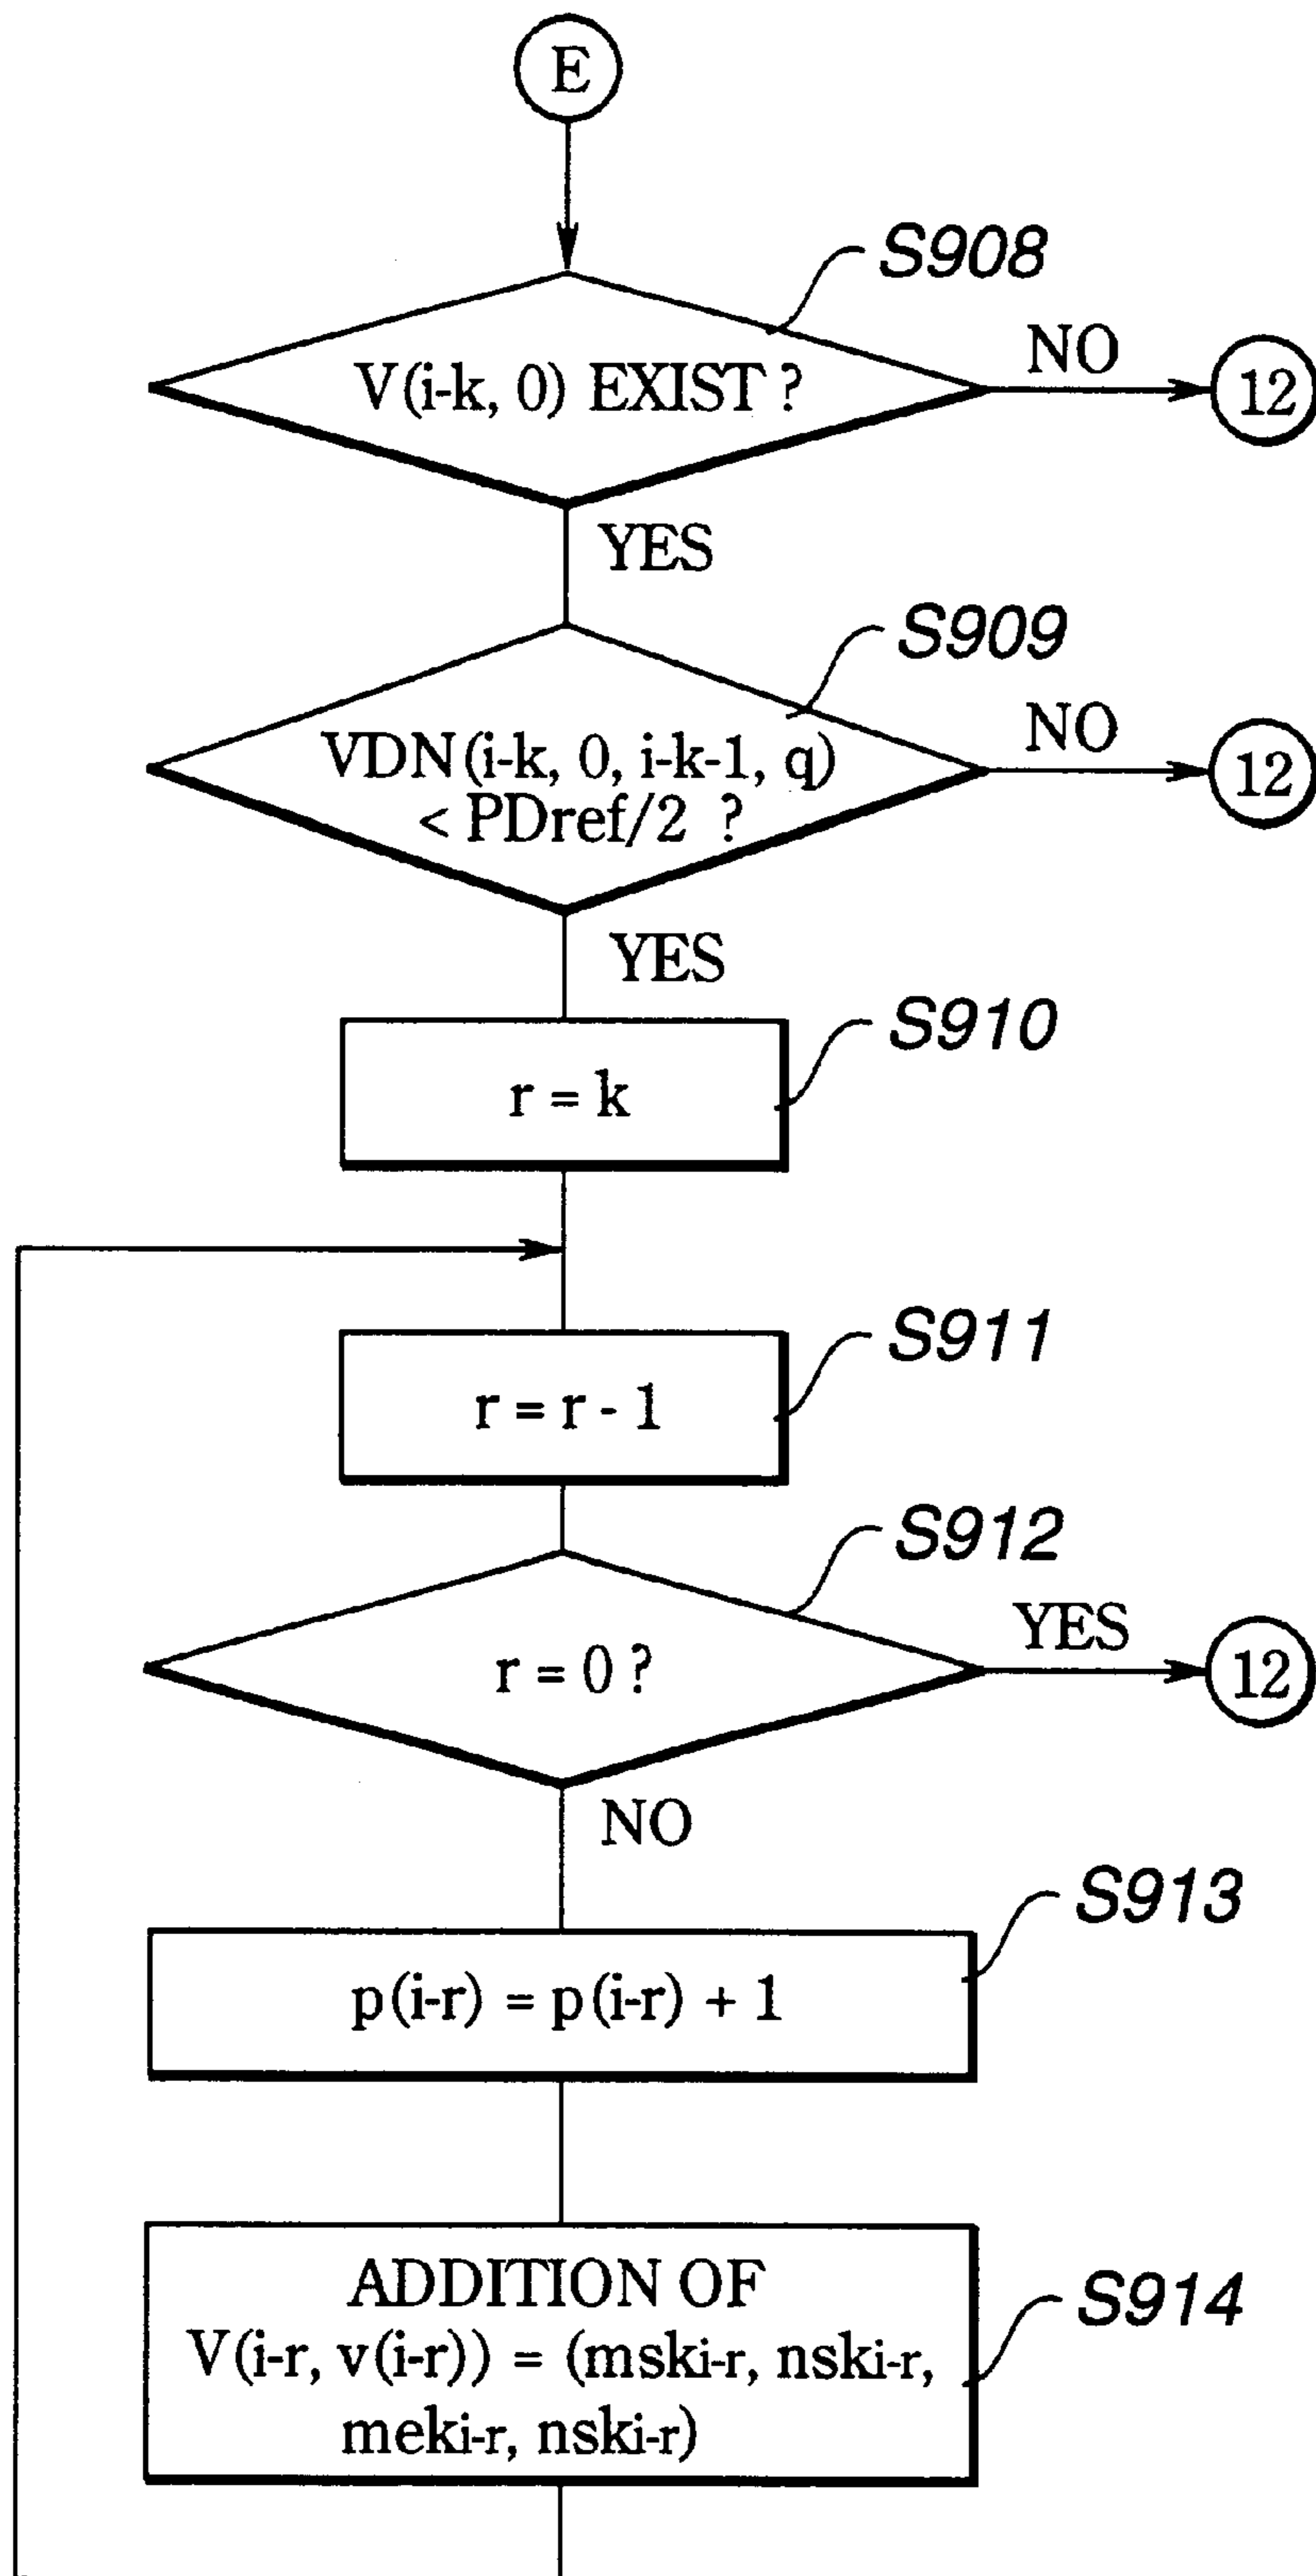 E
S908
V(i-k, 0) EXIST ?
NO
12
YES
S909
VDN(i-k, 0, i-k-1, q)
< PDref/2 ?
NO
12
YES
S910
r = k
S911
r = r - 1
S912
r = 0 ?
YES
12
NO
S913
p(i-r) = p(i-r) + 1
S914
ADDITION OF
V(i-r, v(i-r)) = (mski-r, nski-r,
meki-r, nski-r)